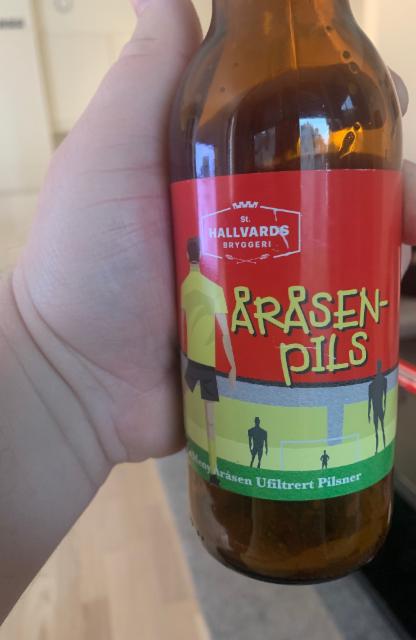 St.
HALLVARDS
BRYGGERI
ÅRÅSEN-
PILS
Åråsen Ufiltrert Pilsner